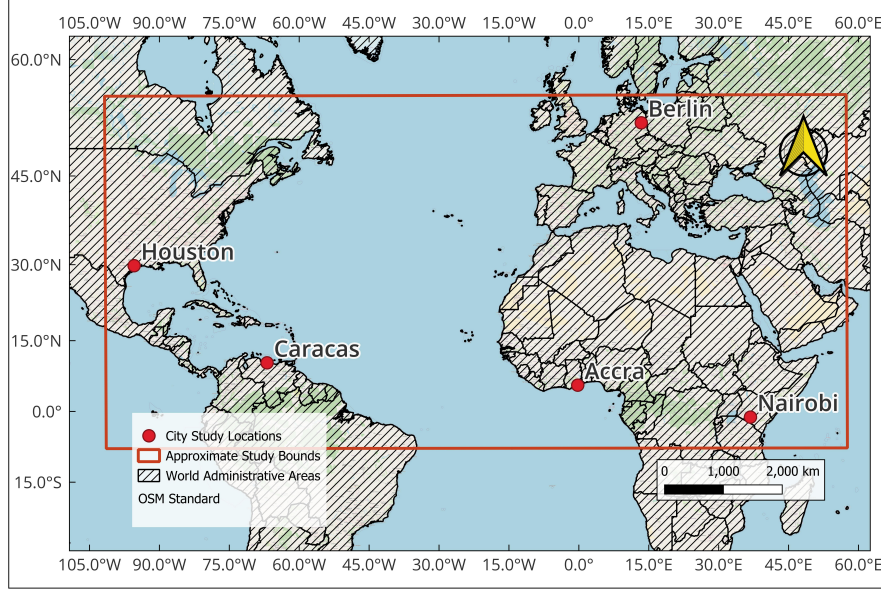 105.0°W 90.0°W 75.0°W 60.0°W 45.0°W 30.0°W 15.0°W 0.0° 15.0°E 30.0°E 45.0°E 60.0°E
60.0°N
Berlin
45.0°N
Houston
30.0°N
15.0°N
Caracas
Accra
Nairobi
0.0°
City Study Locations
Approximate Study Bounds
World Administrative Areas
OSM Standard
0 1,000 2,000 km
15.0°S
105.0°W 90.0°W 75.0°W 60.0°W 45.0°W 30.0°W 15.0°W 0.0° 15.0°E 30.0°E 45.0°E 60.0°E